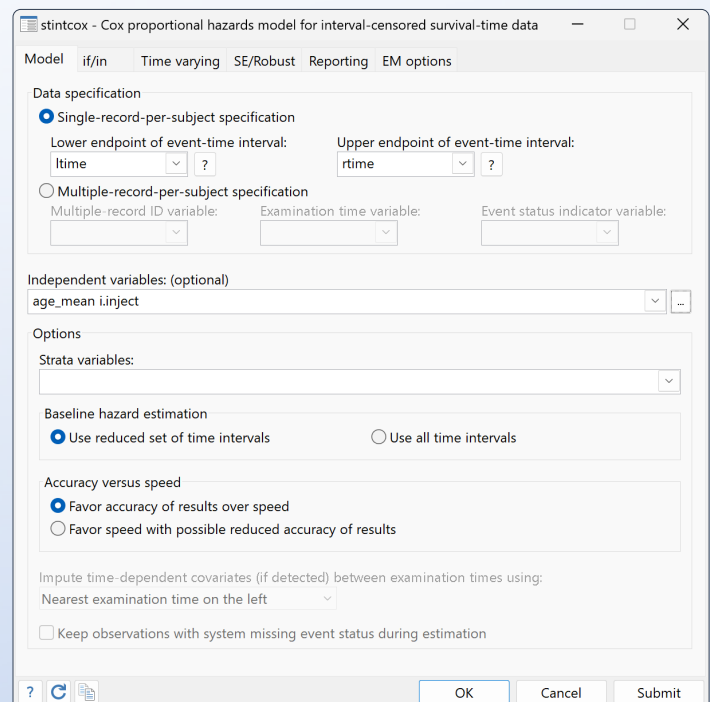 stintcox - Cox proportional hazards model for interval-censored survival-time data
Model if/in Time varying SE/Robust Reporting EM options
Data specification
Single-record-per-subject specification
Lower endpoint of event-time interval: Upper endpoint of event-time interval:
ltime ? rtime ?
Multiple-record-per-subject specification
Multiple-record ID variable: Examination time variable: Event status indicator variable:
Independent variables: (optional)
age_mean i.inject ...
Options
Strata variables:
Baseline hazard estimation
Use reduced set of time intervals Use all time intervals
Accuracy versus speed
Favor accuracy of results over speed
Favor speed with possible reduced accuracy of results
Impute time-dependent covariates (if detected) between examination times using:
Nearest examination time on the left
Keep observations with system missing event status during estimation
? OK Cancel Submit